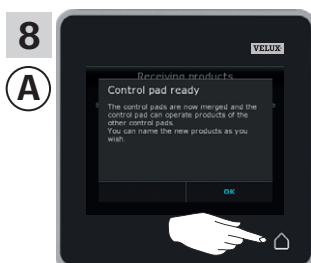 8
A
VELUX
Receiving products
Control pad ready
The control pads are now merged and the
control pad can operate products of the
other control pads.
You can name the new products as you
wish.
OK